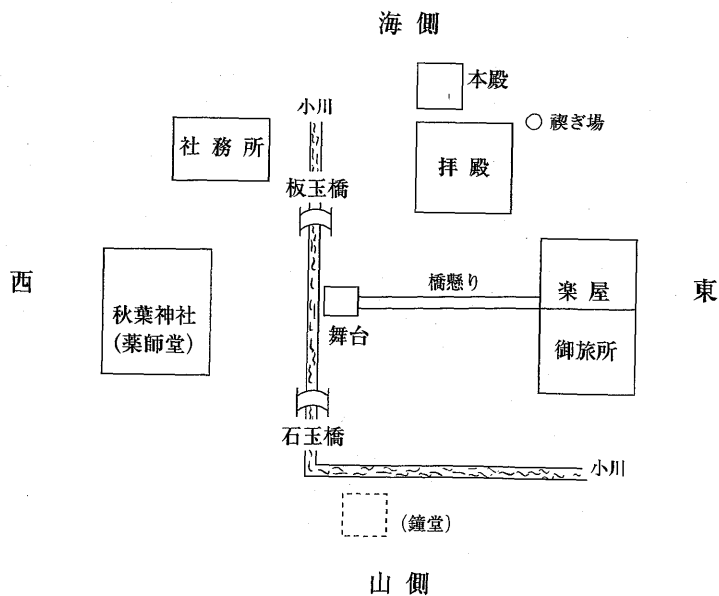 海側
本殿
小川
禊ぎ場
社務所
拝殿
板玉橋
西
東
橋懸り
楽屋
秋葉神社
(薬師堂)
舞台
御旅所
石玉橋
小川
(鐘堂)
山側